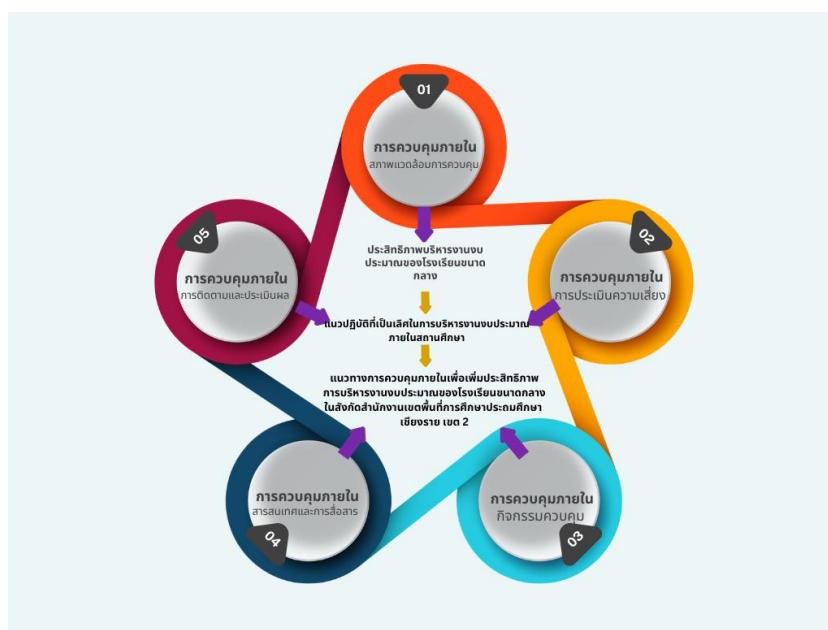 01
การควบคุมภายใน
สภาพแวดล้อมการควบคุม
02
การควบคุมภายใน
การประเมินความเสี่ยง
03
การควบคุมภายใน
กิจกรรมควบคุม
04
การควบคุมภายใน
สารสนเทศและการสื่อสาร
05
การควบคุมภายใน
การติดตามและประเมินผล
ประสิทธิภาพบริหารงานงบ
ประมาณของโรงเรียนขนาด
กลาง
แนวปฏิบัติที่เป็นเลิศในการบริหารงานงบประมาณ
ภายในสถานศึกษา
แนวทางการควบคุมภายในเพื่อเพิ่มประสิทธิภาพ
การบริหารงานงบประมาณของโรงเรียนขนาดกลาง
ในสังกัดสำนักงานเขตพื้นที่การศึกษาประถมศึกษา
เชียงราย เขต 2